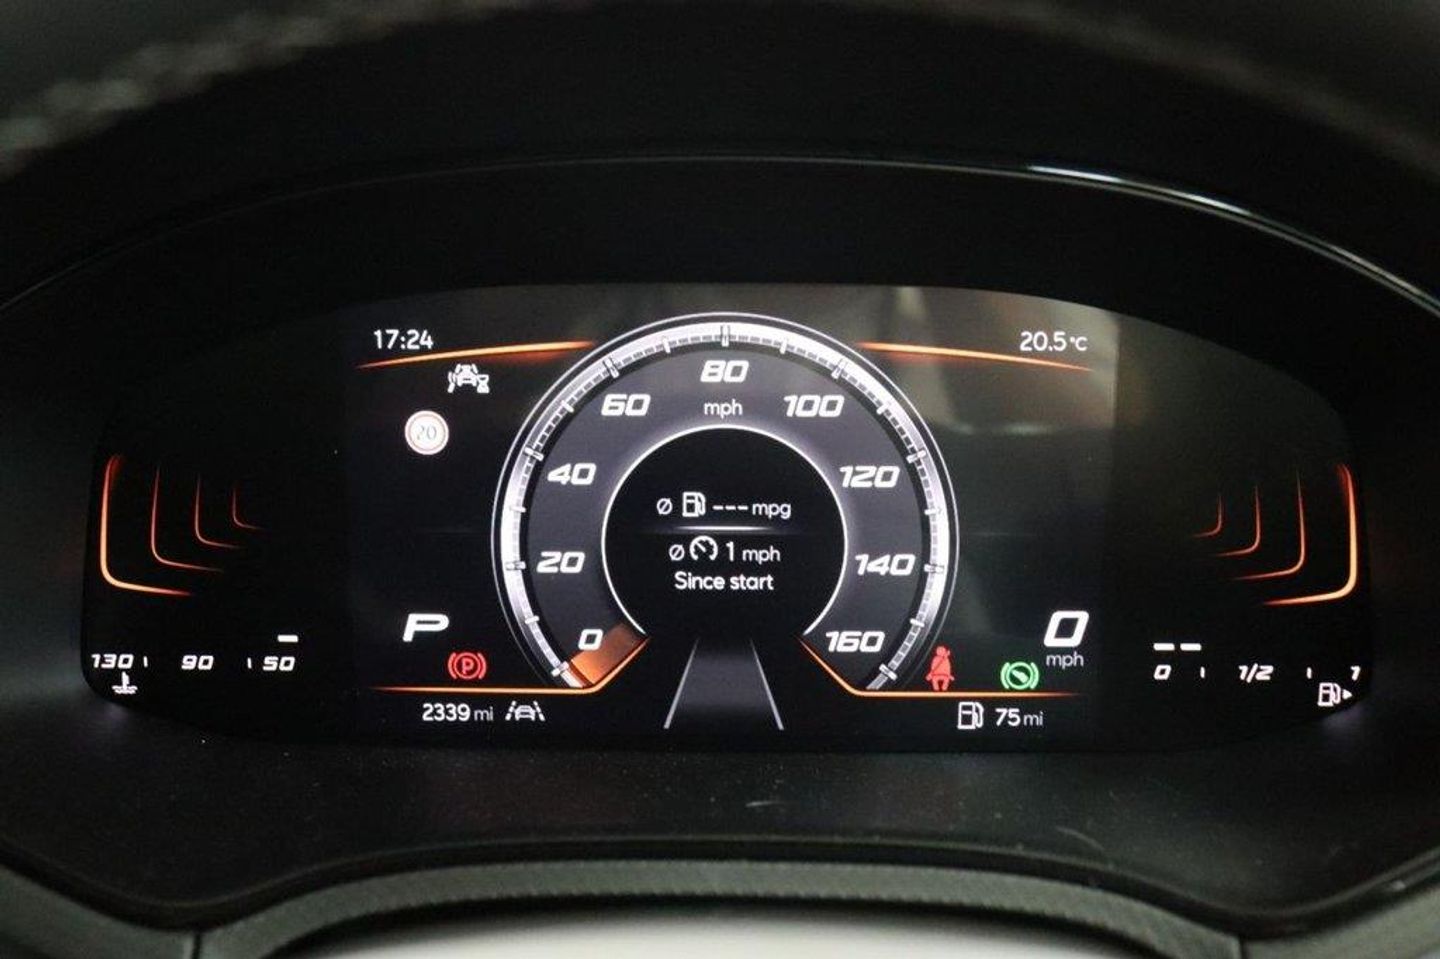 17:24
20.5°C
20
80
mph
60
100
40
120
Ø --- mpg
Ø 1 mph
Since start
20
140
P
0
160
0
mph
130 90 50
0 1/2 1
P
2339 mi
75 mi